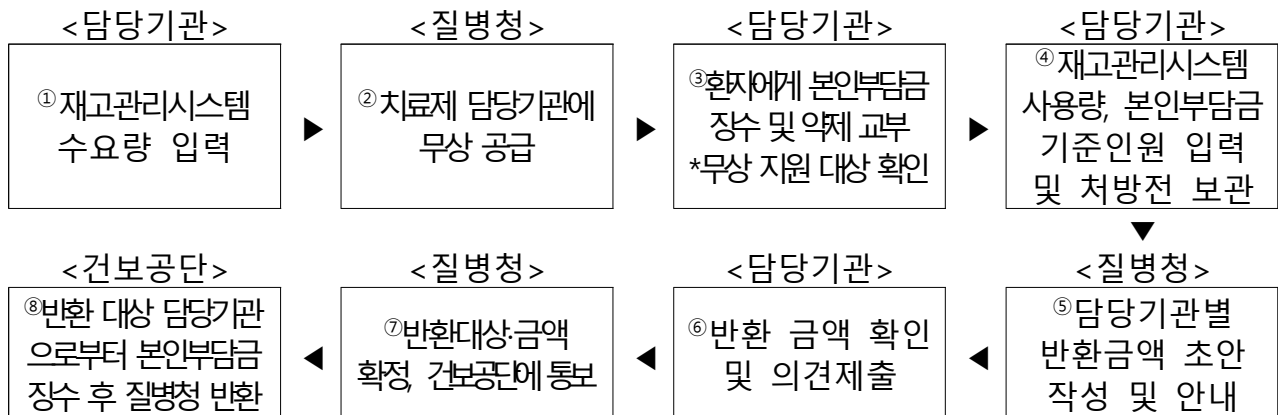 <담당기관>
① 재고관리시스템
수요량 입력
▶
<질병청>
② 치료제 담당기관에
무상 공급
▶
<담당기관>
③ 환자에게 본인부담금
징수 및 약제 교부
*무상 지원 대상 확인
▶
<담당기관>
④ 재고관리시스템
사용량, 본인부담금
기준인원 입력
및 처방전 보관
▼
<질병청>
⑤ 담당기관별
반환금액 초안
작성 및 안내
◀
<담당기관>
⑥ 반환 금액 확인
및 의견제출
◀
<질병청>
⑦ 반환대상·금액
확정, 건보공단에 통보
◀
<건보공단>
⑧ 반환 대상 담당기관
으로부터 본인부담금
징수 후 질병청 반환